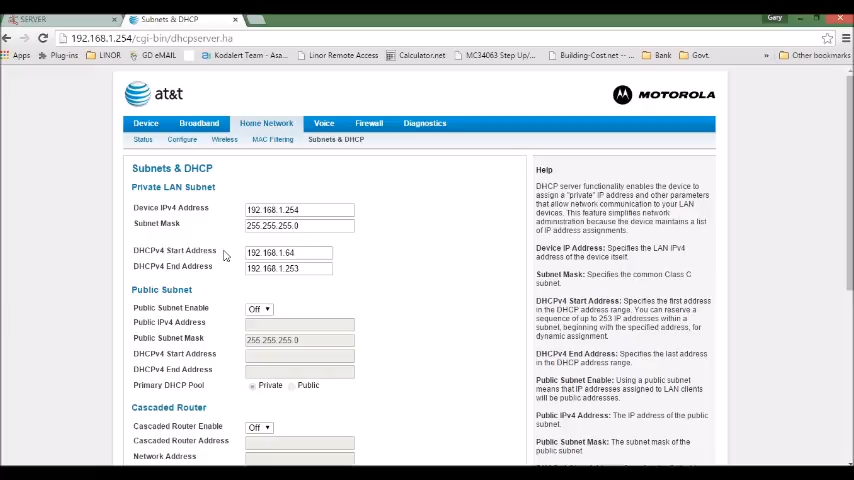 SERVER
Subnets & DHCP
Gary
192.168.1.254/cgi-bin/dhcpserver.ha
Apps Plug-ins LINOR GD eMAIL Kodalert Team - Asa... Linor Remote Access Calculator.net MC34063 Step Up/... Building-Cost.net --... Bank Govt. » Other bookmarks
at&t
MOTOROLA
Device Broadband Home Network Voice Firewall Diagnostics
Status Configure Wireless MAC Filtering Subnets & DHCP
Subnets & DHCP
Private LAN Subnet
Device IPv4 Address 192.168.1.254
Subnet Mask 255.255.255.0
DHCPv4 Start Address 192.168.1.64
DHCPv4 End Address 192.168.1.253
Public Subnet
Public Subnet Enable Off
Public IPv4 Address
Public Subnet Mask 255.255.255.0
DHCPv4 Start Address
DHCPv4 End Address
Primary DHCP Pool Private Public
Cascaded Router
Cascaded Router Enable Off
Cascaded Router Address
Network Address
Help
DHCP server functionality enables the device to
assign a "private" IP address and other parameters
that allow network communication to your LAN
devices. This feature simplifies network
administration because the device maintains a list
of IP address assignments.
Device IP Address: Specifies the LAN IPv4
address of the device itself.
Subnet Mask: Specifies the common Class C
subnet.
DHCPv4 Start Address: Specifies the first address
in the DHCP address range. You can reserve a
sequence of up to 253 IP addresses within a
subnet, beginning with the specified address, for
dynamic assignment.
DHCPv4 End Address: Specifies the last address
in the DHCP address range.
Public Subnet Enable: Using a public subnet
means that IP addresses assigned to LAN clients
will be public addresses.
Public IPv4 Address: The IP address of the public
subnet.
Public Subnet Mask: The subnet mask of the
public subnet.